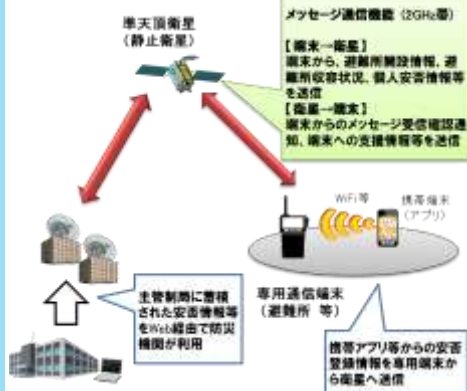 準天頂衛星
(静止衛星)
メッセージ通信機能 (2GHz帯)
【端末→衛星】
端末から、避難所開設情報、避
難所収容状況、個人安否情報等
を送信
【衛星→端末】
端末からのメッセージ受信確認通
知、端末への支援情報等を送信
WiFi等
携帯端末
(アプリ)
専用通信端末
(避難所 等)
主管制局に蓄積
された安否情報等
をWeb経由で防災
機関が利用
携帯アプリ等からの安否
登録情報を専用端末か
ら衛星へ送信